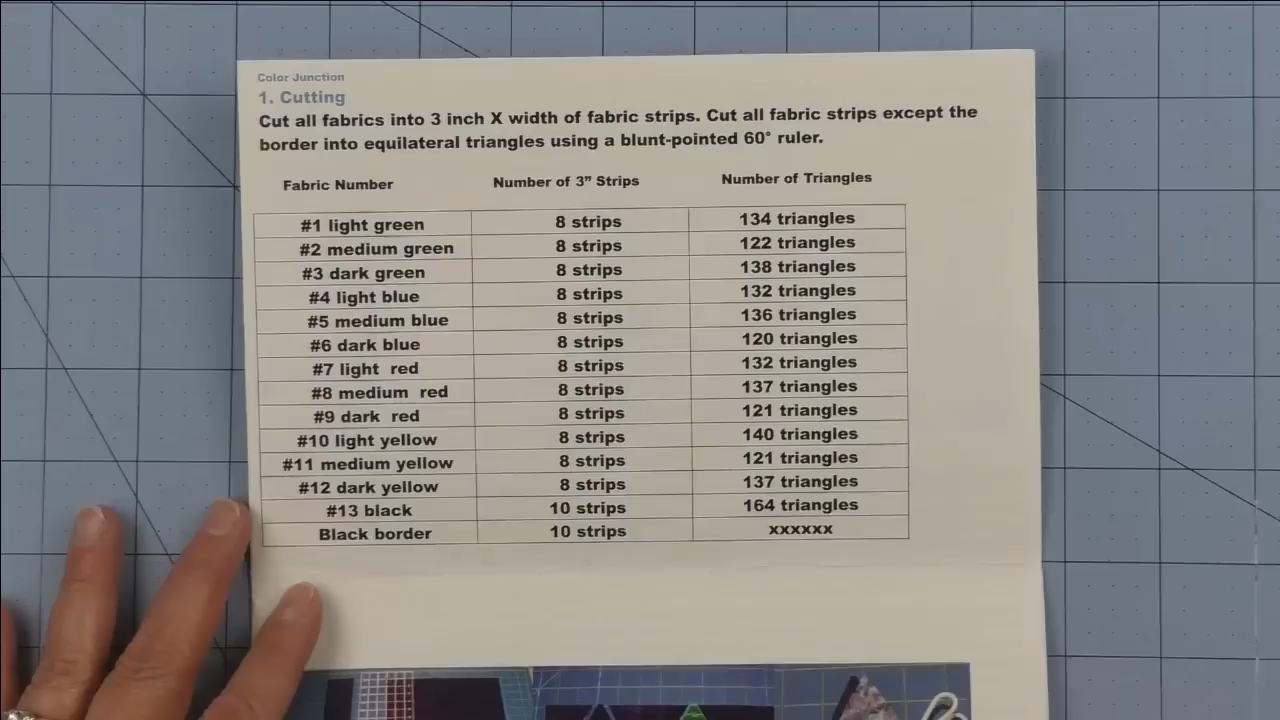 Color Junction
1. Cutting
Cut all fabrics into 3 inch X width of fabric strips. Cut all fabric strips except the
border into equilateral triangles using a blunt-pointed 60° ruler.
Fabric Number Number of 3” Strips Number of Triangles
#1 light green 8 strips 134 triangles
#2 medium green 8 strips 122 triangles
#3 dark green 8 strips 138 triangles
#4 light blue 8 strips 132 triangles
#5 medium blue 8 strips 136 triangles
#6 dark blue 8 strips 120 triangles
#7 light red 8 strips 132 triangles
#8 medium red 8 strips 137 triangles
#9 dark red 8 strips 121 triangles
#10 light yellow 8 strips 140 triangles
#11 medium yellow 8 strips 121 triangles
#12 dark yellow 8 strips 137 triangles
#13 black 10 strips 164 triangles
Black border 10 strips xxxxxx